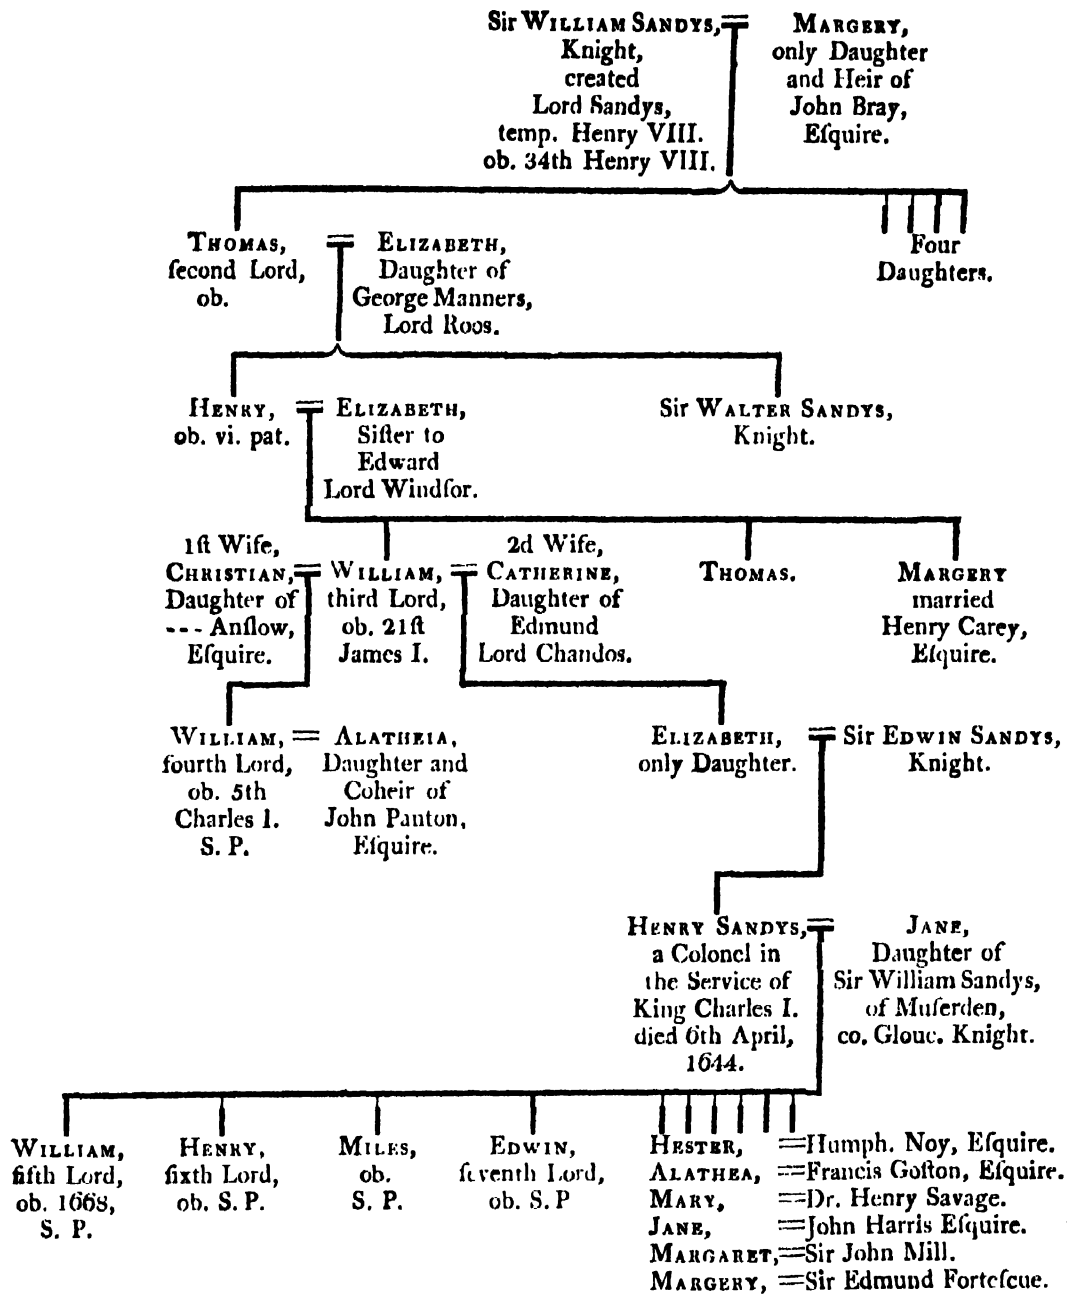 Sir WILLIAM SANDYS,
Knight,
created
Lord Sandys,
temp. Henry VIII.
ob. 34th Henry VIII.
MARGERY,
only Daughter
and Heir of
John Bray,
Eſquire.
THOMAS,
ſecond Lord,
ob.
ELIZABETH,
Daughter of
George Manners,
Lord Roos.
Four
Daughters.
HENRY,
ob. vi. pat.
ELIZABETH,
Siſter to
Edward
Lord Windſor.
Sir WALTER SANDYS,
Knight.
1ſt Wife,
CHRISTIAN,
Daughter of
--- Anſlow,
Eſquire.
WILLIAM,
third Lord,
ob. 21ſt
James I.
2d Wife,
CATHERINE,
Daughter of
Edmund
Lord Chandos.
THOMAS.
MARGERY
married
Henry Carey,
Eſquire.
WILLIAM,
fourth Lord,
ob. 5th
Charles I.
S. P.
ALATHEIA,
Daughter and
Coheir of
John Panton,
Eſquire.
ELIZABETH,
only Daughter.
Sir EDWIN SANDYS,
Knight.
HENRY SANDYS,
a Colonel in
the Service of
King Charles I.
died 6th April,
1644.
JANE,
Daughter of
Sir William Sandys,
of Muſerden,
co. Glouc. Knight.
WILLIAM,
fifth Lord,
ob. 1668,
S. P.
HENRY,
ſixth Lord,
ob. S. P.
MILES,
ob.
S. P.
EDWIN,
ſeventh Lord,
ob. S. P
HESTER, =Humph. Noy, Eſquire.
ALATHEA, =Francis Goſton, Eſquire.
MARY, =Dr. Henry Savage.
JANE, =John Harris Eſquire.
MARGARET,=Sir John Mill.
MARGERY, =Sir Edmund Forteſcue.